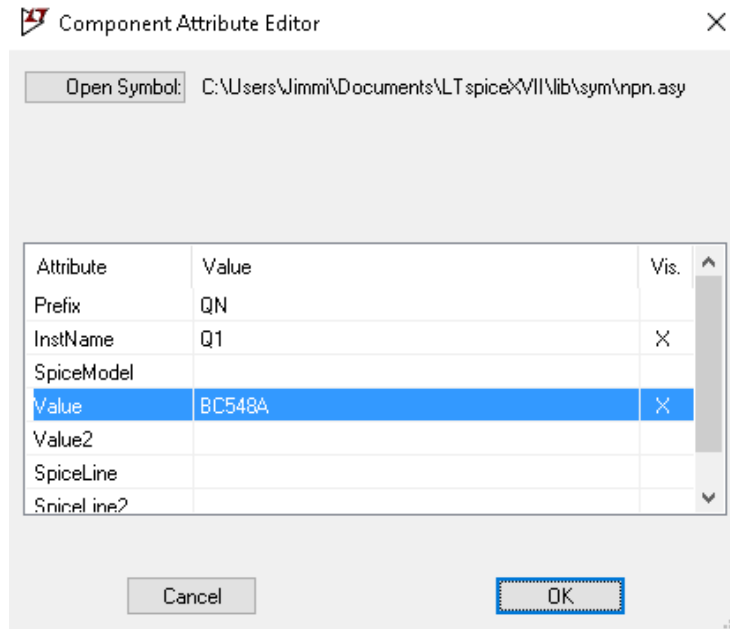 Component Attribute Editor
Open Symbol: C:\Users\Jimmi\Documents\LTspiceXVII\lib\sym\npn.asy
Attribute Value Vis.
Prefix QN
InstName Q1 X
SpiceModel
Value BC548A X
Value2
SpiceLine
SpiceLine2
Cancel OK